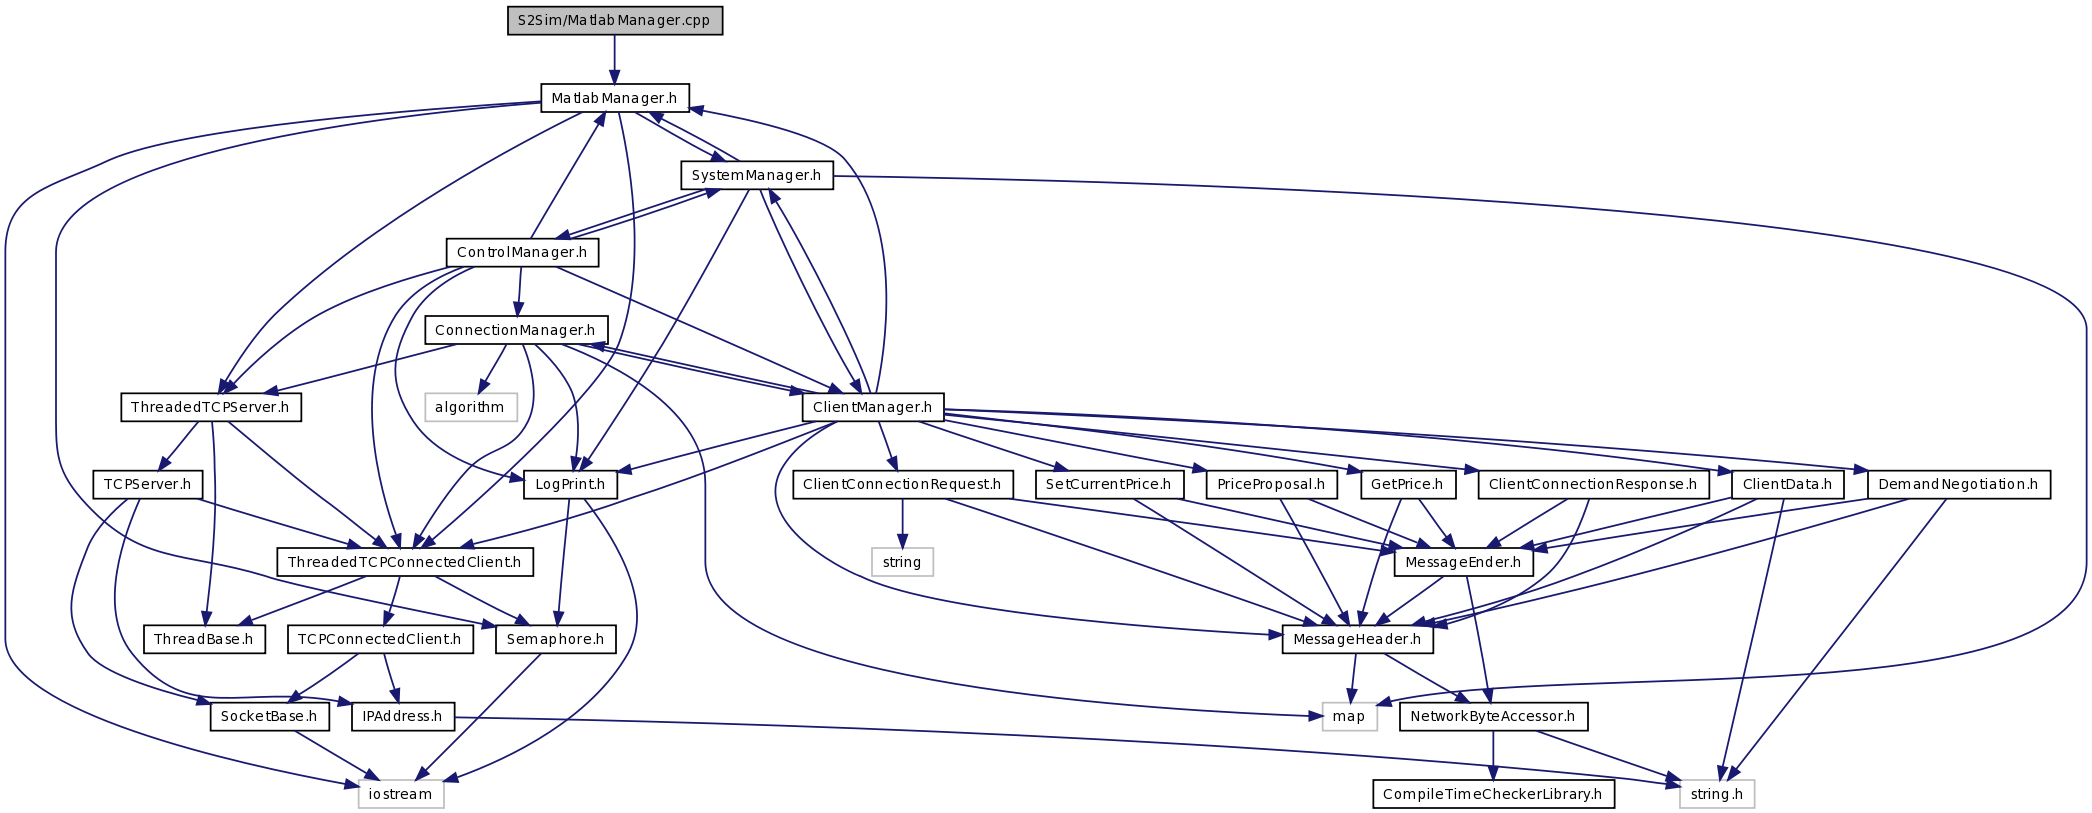 S2Sim/MatlabManager.cpp
MatlabManager.h
SystemManager.h
ControlManager.h
ConnectionManager.h
ThreadedTCPServer.h
algorithm
ClientManager.h
TCPServer.h
LogPrint.h
ClientConnectionRequest.h
SetCurrentPrice.h
PriceProposal.h
GetPrice.h
ClientConnectionResponse.h
ClientData.h
DemandNegotiation.h
ThreadedTCPConnectedClient.h
string
MessageEnder.h
ThreadBase.h
TCPConnectedClient.h
Semaphore.h
MessageHeader.h
SocketBase.h
IPAddress.h
map
NetworkByteAccessor.h
iostream
CompileTimeCheckerLibrary.h
string.h